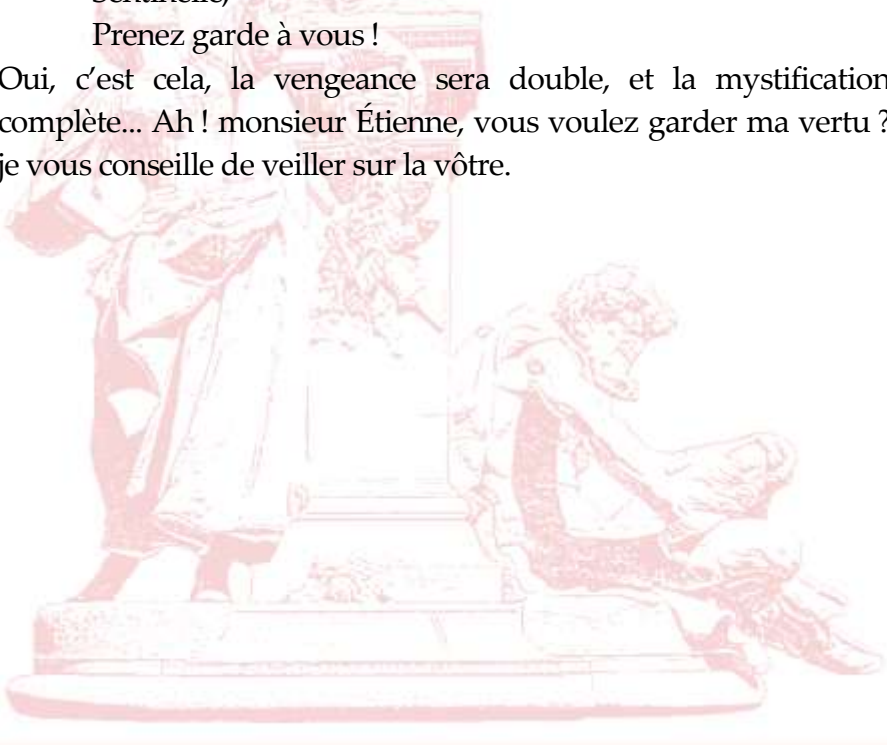 Sentinelle,
Prenez garde à vous !
Oui, c’est cela, la vengeance sera double, et la mystification
complète... Ah ! monsieur Étienne, vous voulez garder ma vertu ?
je vous conseille de veiller sur la vôtre.